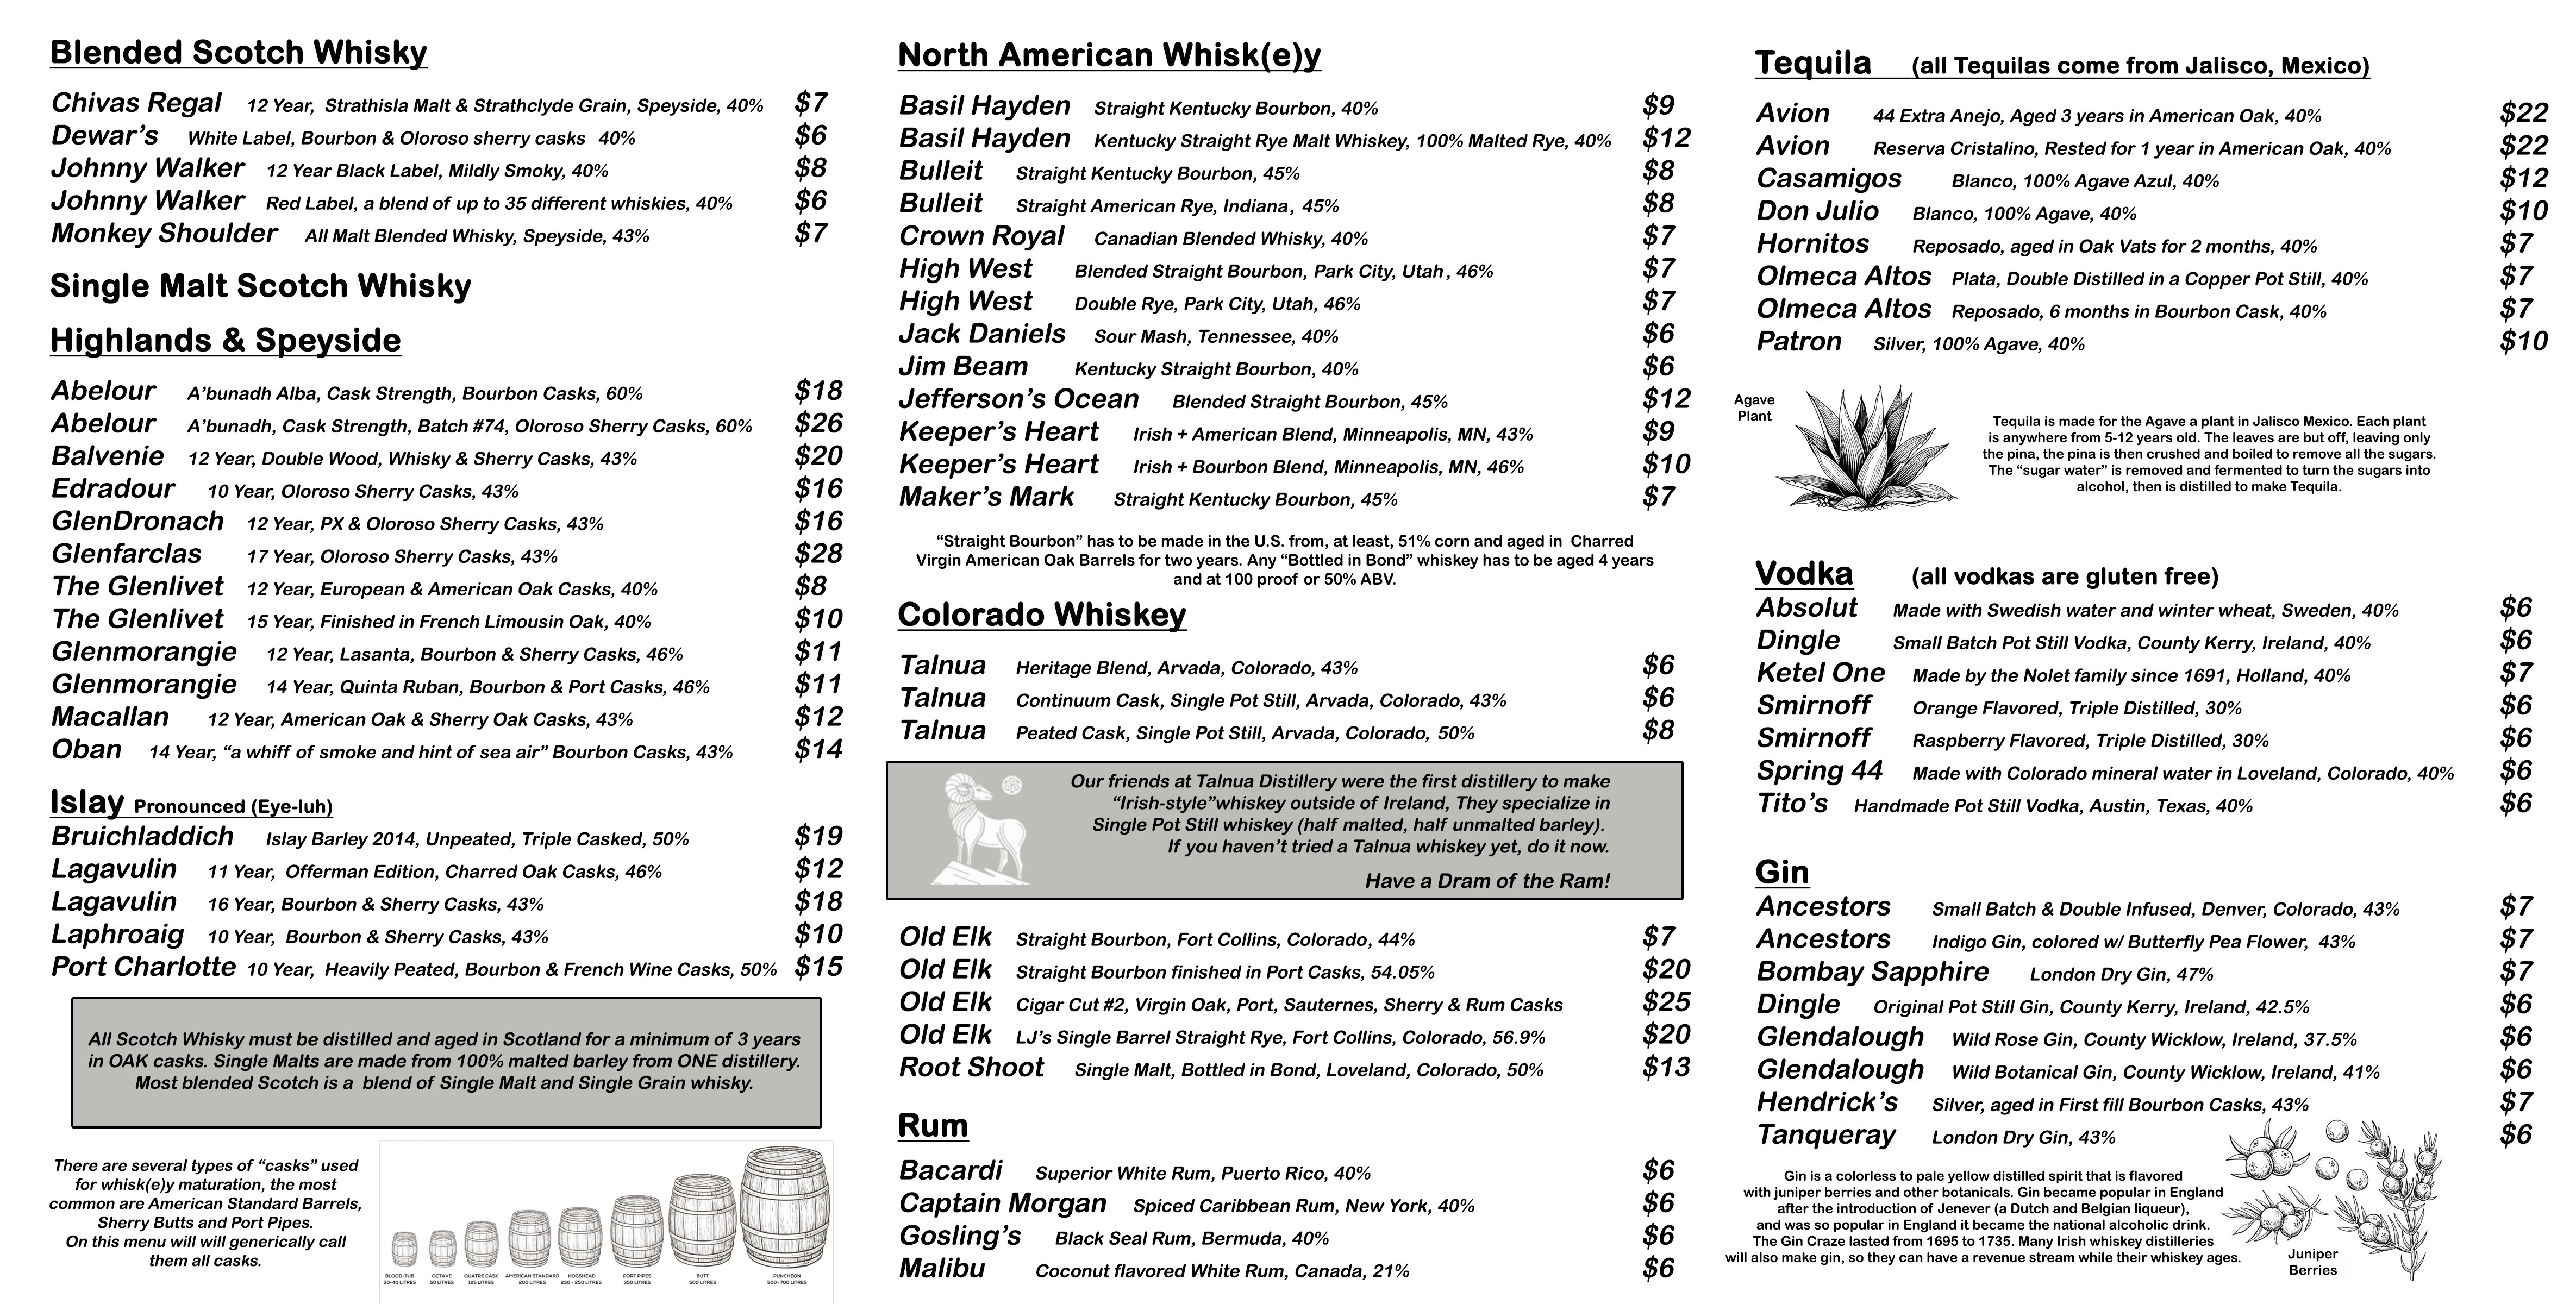 Blended Scotch Whisky
Chivas Regal 12 Year, Strathisla Malt & Strathclyde Grain, Speyside, 40% $7
Dewar's White Label, Bourbon & Oloroso sherry casks 40% $6
Johnny Walker 12 Year Black Label, Mildly Smoky, 40% $8
Johnny Walker Red Label, a blend of up to 35 different whiskies, 40% $6
Monkey Shoulder All Malt Blended Whisky, Speyside, 43% $7
Single Malt Scotch Whisky
Highlands & Speyside
Abelour A'bunadh Alba, Cask Strength, Bourbon Casks, 60% $18
Abelour A'bunadh, Cask Strength, Batch #74, Oloroso Sherry Casks, 60% $26
Balvenie 12 Year, Double Wood, Whisky & Sherry Casks, 43% $20
Edradour 10 Year, Oloroso Sherry Casks, 43% $16
GlenDronach 12 Year, PX & Oloroso Sherry Casks, 43% $16
Glenfarclas 17 Year, Oloroso Sherry Casks, 43% $28
The Glenlivet 12 Year, European & American Oak Casks, 40% $8
The Glenlivet 15 Year, Finished in French Limousin Oak, 40% $10
Glenmorangie 12 Year, Lasanta, Bourbon & Sherry Casks, 46% $11
Glenmorangie 14 Year, Quinta Ruban, Bourbon & Port Casks, 46% $11
Macallan 12 Year, American Oak & Sherry Oak Casks, 43% $12
Oban 14 Year, "a whiff of smoke and hint of sea air" Bourbon Casks, 43% $14
Islay Pronounced (Eye-luh)
Bruichladdich Islay Barley 2014, Unpeated, Triple Casked, 50% $19
Lagavulin 11 Year, Offerman Edition, Charred Oak Casks, 46% $12
Lagavulin 16 Year, Bourbon & Sherry Casks, 43% $18
Laphroaig 10 Year, Bourbon & Sherry Casks, 43% $10
Port Charlotte 10 Year, Heavily Peated, Bourbon & French Wine Casks, 50% $15
All Scotch Whisky must be distilled and aged in Scotland for a minimum of 3 years
in OAK casks. Single Malts are made from 100% malted barley from ONE distillery.
Most blended Scotch is a blend of Single Malt and Single Grain whisky.
There are several types of "casks" used
for whisk(e)y maturation, the most
common are American Standard Barrels,
Sherry Butts and Port Pipes.
On this menu will will generically call
them all casks.
BLOOD-TUB OCTAVE QUATRE CASK AMERICAN STANDARD HOGSHEAD PORT PIPES BUTT PUNCHEON
30-40 LITRES 50 LITRES 125 LITRES 200 LITRES 230 - 250 LITRES 350 LITRES 500 LITRES 500- 700 LITRES
North American Whisk(e)y
Basil Hayden Straight Kentucky Bourbon, 40% $9
Basil Hayden Kentucky Straight Rye Malt Whiskey, 100% Malted Rye, 40% $12
Bulleit Straight Kentucky Bourbon, 45% $8
Bulleit Straight American Rye, Indiana, 45% $8
Crown Royal Canadian Blended Whisky, 40% $7
High West Blended Straight Bourbon, Park City, Utah, 46% $7
High West Double Rye, Park City, Utah, 46% $7
Jack Daniels Sour Mash, Tennessee, 40% $6
Jim Beam Kentucky Straight Bourbon, 40% $6
Jefferson's Ocean Blended Straight Bourbon, 45% $12
Keeper's Heart Irish + American Blend, Minneapolis, MN, 43% $9
Keeper's Heart Irish + Bourbon Blend, Minneapolis, MN, 46% $10
Maker's Mark Straight Kentucky Bourbon, 45% $7
"Straight Bourbon" has to be made in the U.S. from, at least, 51% corn and aged in Charred
Virgin American Oak Barrels for two years. Any "Bottled in Bond" whiskey has to be aged 4 years
and at 100 proof or 50% ABV.
Colorado Whiskey
Talnua Heritage Blend, Arvada, Colorado, 43% $6
Talnua Continuum Cask, Single Pot Still, Arvada, Colorado, 43% $6
Talnua Peated Cask, Single Pot Still, Arvada, Colorado, 50% $8
Our friends at Talnua Distillery were the first distillery to make
"Irish-style"whiskey outside of Ireland, They specialize in
Single Pot Still whiskey (half malted, half unmalted barley).
If you haven't tried a Talnua whiskey yet, do it now.
Have a Dram of the Ram!
Old Elk Straight Bourbon, Fort Collins, Colorado, 44% $7
Old Elk Straight Bourbon finished in Port Casks, 54.05% $20
Old Elk Cigar Cut #2, Virgin Oak, Port, Sauternes, Sherry & Rum Casks $25
Old Elk LJ's Single Barrel Straight Rye, Fort Collins, Colorado, 56.9% $20
Root Shoot Single Malt, Bottled in Bond, Loveland, Colorado, 50% $13
Rum
Bacardi Superior White Rum, Puerto Rico, 40% $6
Captain Morgan Spiced Caribbean Rum, New York, 40% $6
Gosling's Black Seal Rum, Bermuda, 40% $6
Malibu Coconut flavored White Rum, Canada, 21% $6
Tequila (all Tequilas come from Jalisco, Mexico)
Avion 44 Extra Anejo, Aged 3 years in American Oak, 40% $22
Avion Reserva Cristalino, Rested for 1 year in American Oak, 40% $22
Casamigos Blanco, 100% Agave Azul, 40% $12
Don Julio Blanco, 100% Agave, 40% $10
Hornitos Reposado, aged in Oak Vats for 2 months, 40% $7
Olmeca Altos Plata, Double Distilled in a Copper Pot Still, 40% $7
Olmeca Altos Reposado, 6 months in Bourbon Cask, 40% $7
Patron Silver, 100% Agave, 40% $10
Agave
Plant
Tequila is made for the Agave a plant in Jalisco Mexico. Each plant
is anywhere from 5-12 years old. The leaves are but off, leaving only
the pina, the pina is then crushed and boiled to remove all the sugars.
The "sugar water" is removed and fermented to turn the sugars into
alcohol, then is distilled to make Tequila.
Vodka (all vodkas are gluten free)
Absolut Made with Swedish water and winter wheat, Sweden, 40% $6
Dingle Small Batch Pot Still Vodka, County Kerry, Ireland, 40% $6
Ketel One Made by the Nolet family since 1691, Holland, 40% $7
Smirnoff Orange Flavored, Triple Distilled, 30% $6
Smirnoff Raspberry Flavored, Triple Distilled, 30% $6
Spring 44 Made with Colorado mineral water in Loveland, Colorado, 40% $6
Tito's Handmade Pot Still Vodka, Austin, Texas, 40% $6
Gin
Ancestors Small Batch & Double Infused, Denver, Colorado, 43% $7
Ancestors Indigo Gin, colored w/ Butterfly Pea Flower, 43% $7
Bombay Sapphire London Dry Gin, 47% $7
Dingle Original Pot Still Gin, County Kerry, Ireland, 42.5% $6
Glendalough Wild Rose Gin, County Wicklow, Ireland, 37.5% $6
Glendalough Wild Botanical Gin, County Wicklow, Ireland, 41% $6
Hendrick's Silver, aged in First fill Bourbon Casks, 43% $7
Tanqueray London Dry Gin, 43% $6
Gin is a colorless to pale yellow distilled spirit that is flavored
with juniper berries and other botanicals. Gin became popular in England
after the introduction of Jenever (a Dutch and Belgian liqueur),
and was so popular in England it became the national alcoholic drink.
The Gin Craze lasted from 1695 to 1735. Many Irish whiskey distilleries
will also make gin, so they can have a revenue stream while their whiskey ages.
Juniper
Berries